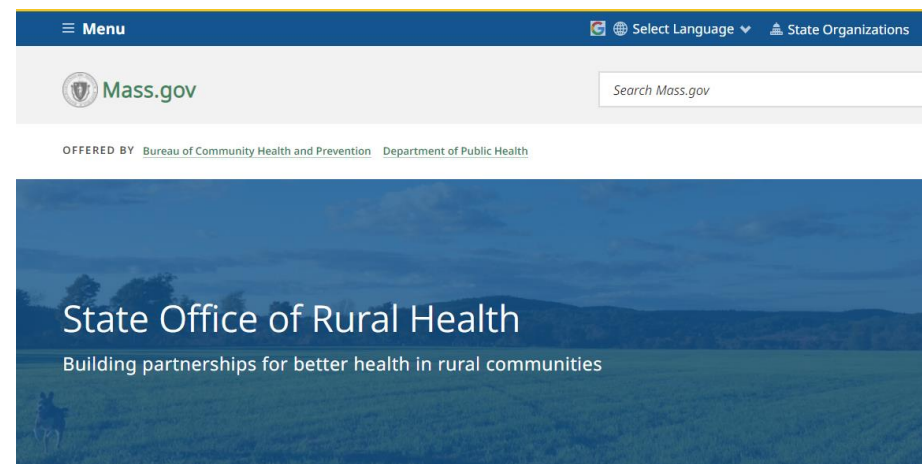 Menu
Select Language
State Organizations
Mass.gov
Search Mass.gov
OFFERED BY Bureau of Community Health and Prevention Department of Public Health
State Office of Rural Health
Building partnerships for better health in rural communities